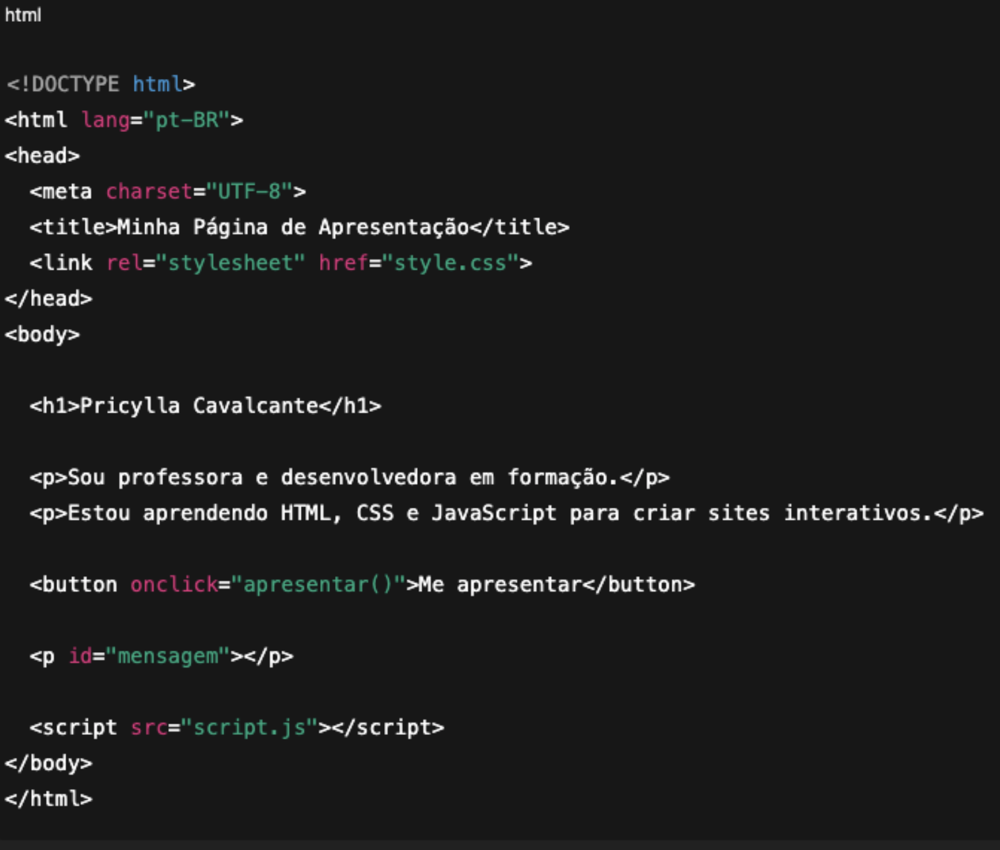 html
<!DOCTYPE html>
<html lang="pt-BR">
<head>
  <meta charset="UTF-8">
  <title>Minha Página de Apresentação</title>
  <link rel="stylesheet" href="style.css">
</head>
<body>
  <h1>Pricylla Cavalcante</h1>
  <p>Sou professora e desenvolvedora em formação.</p>
  <p>Estou aprendendo HTML, CSS e JavaScript para criar sites interativos.</p>
  <button onclick="apresentar()">Me apresentar</button>
  <p id="mensagem"></p>
  <script src="script.js"></script>
</body>
</html>